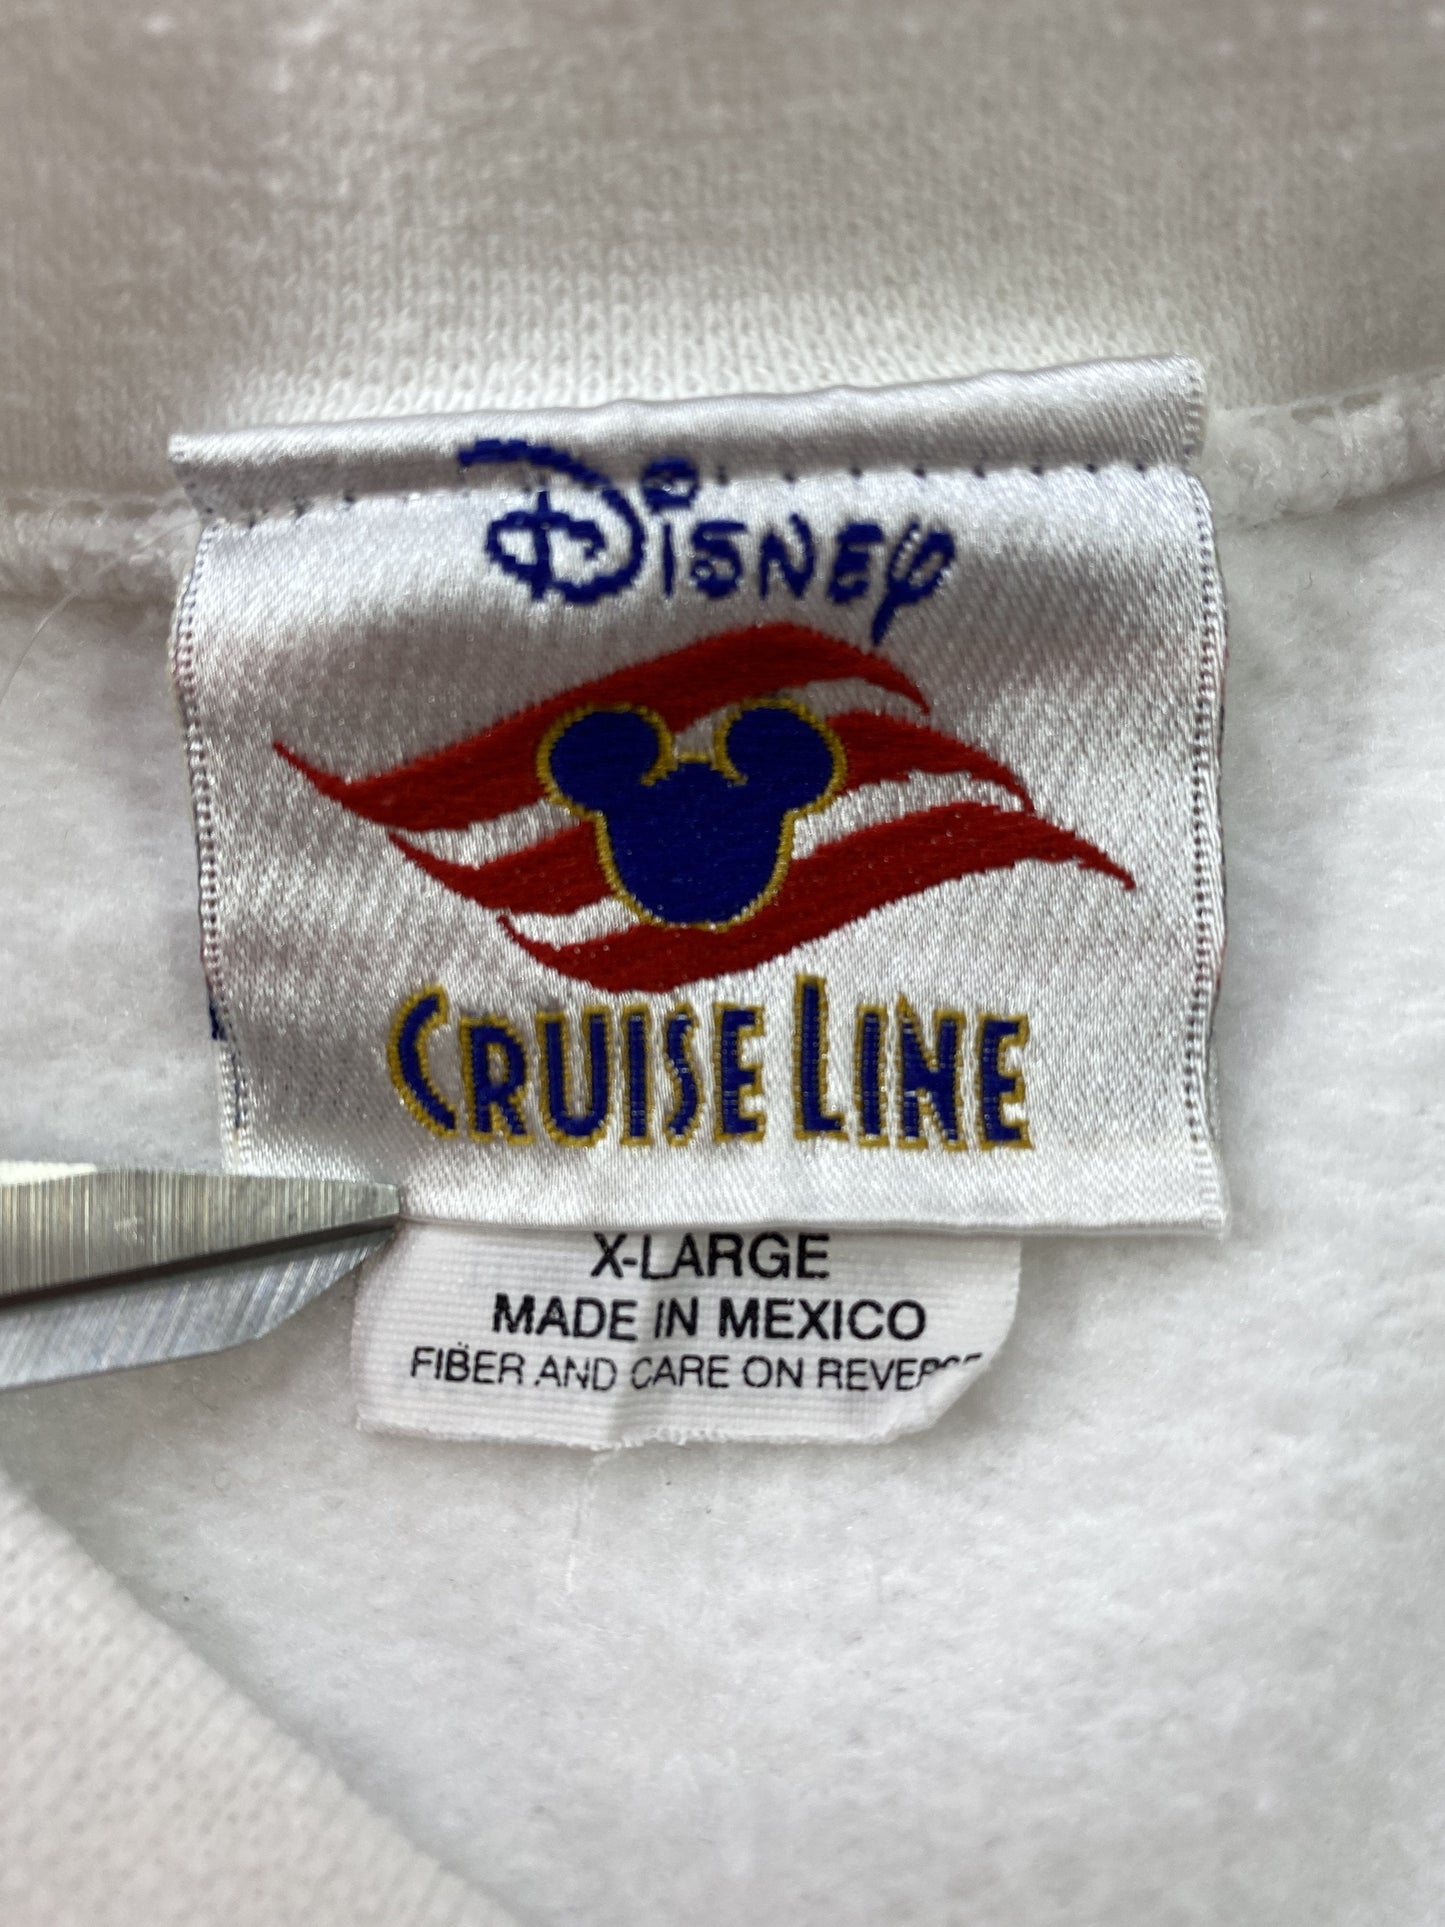 Disney
CRUISE LINE
X-LARGE
MADE IN MEXICO
FIBER AND CARE ON REVERSE